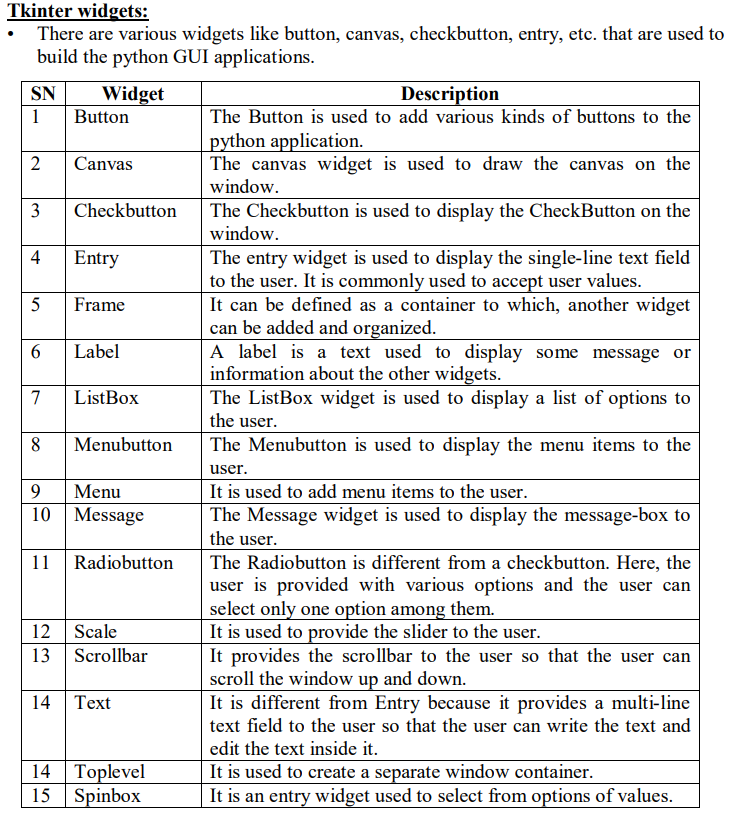 Tkinter widgets:
• There are various widgets like button, canvas, checkbutton, entry, etc. that are used to
build the python GUI applications.
SN Widget Description
1 Button The Button is used to add various kinds of buttons to the
python application.
2 Canvas The canvas widget is used to draw the canvas on the
window.
3 Checkbutton The Checkbutton is used to display the CheckButton on the
window.
4 Entry The entry widget is used to display the single-line text field
to the user. It is commonly used to accept user values.
5 Frame It can be defined as a container to which, another widget
can be added and organized.
6 Label A label is a text used to display some message or
information about the other widgets.
7 ListBox The ListBox widget is used to display a list of options to
the user.
8 Menubutton The Menubutton is used to display the menu items to the
user.
9 Menu It is used to add menu items to the user.
10 Message The Message widget is used to display the message-box to
the user.
11 Radiobutton The Radiobutton is different from a checkbutton. Here, the
user is provided with various options and the user can
select only one option among them.
12 Scale It is used to provide the slider to the user.
13 Scrollbar It provides the scrollbar to the user so that the user can
scroll the window up and down.
14 Text It is different from Entry because it provides a multi-line
text field to the user so that the user can write the text and
edit the text inside it.
14 Toplevel It is used to create a separate window container.
15 Spinbox It is an entry widget used to select from options of values.